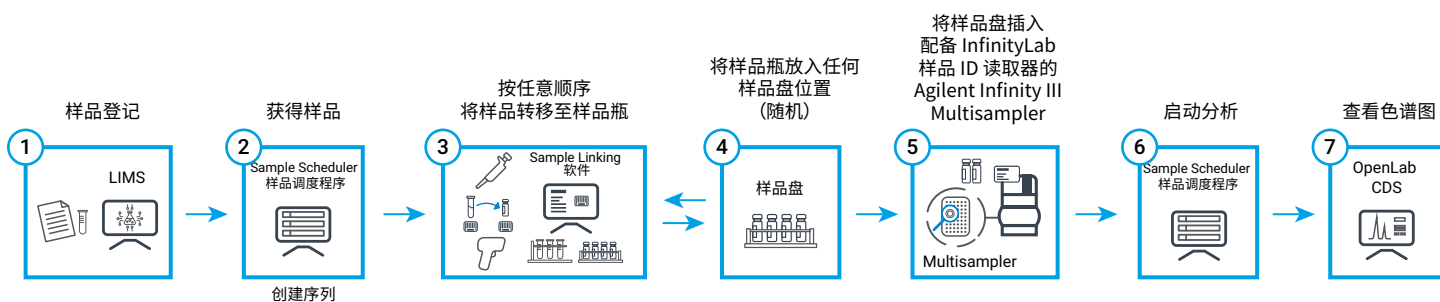 样品登记
1
LIMS
获得样品
2
Sample Scheduler
样品调度程序
创建序列
按任意顺序
将样品转移至样品瓶
3
Sample Linking
软件
将样品瓶放入任何
样品盘位置
（随机）
4
样品盘
将样品盘插入
配备 InfinityLab
样品 ID 读取器的
Agilent Infinity III
Multisampler
5
Multisampler
启动分析
6
Sample Scheduler
样品调度程序
查看色谱图
7
OpenLab
CDS